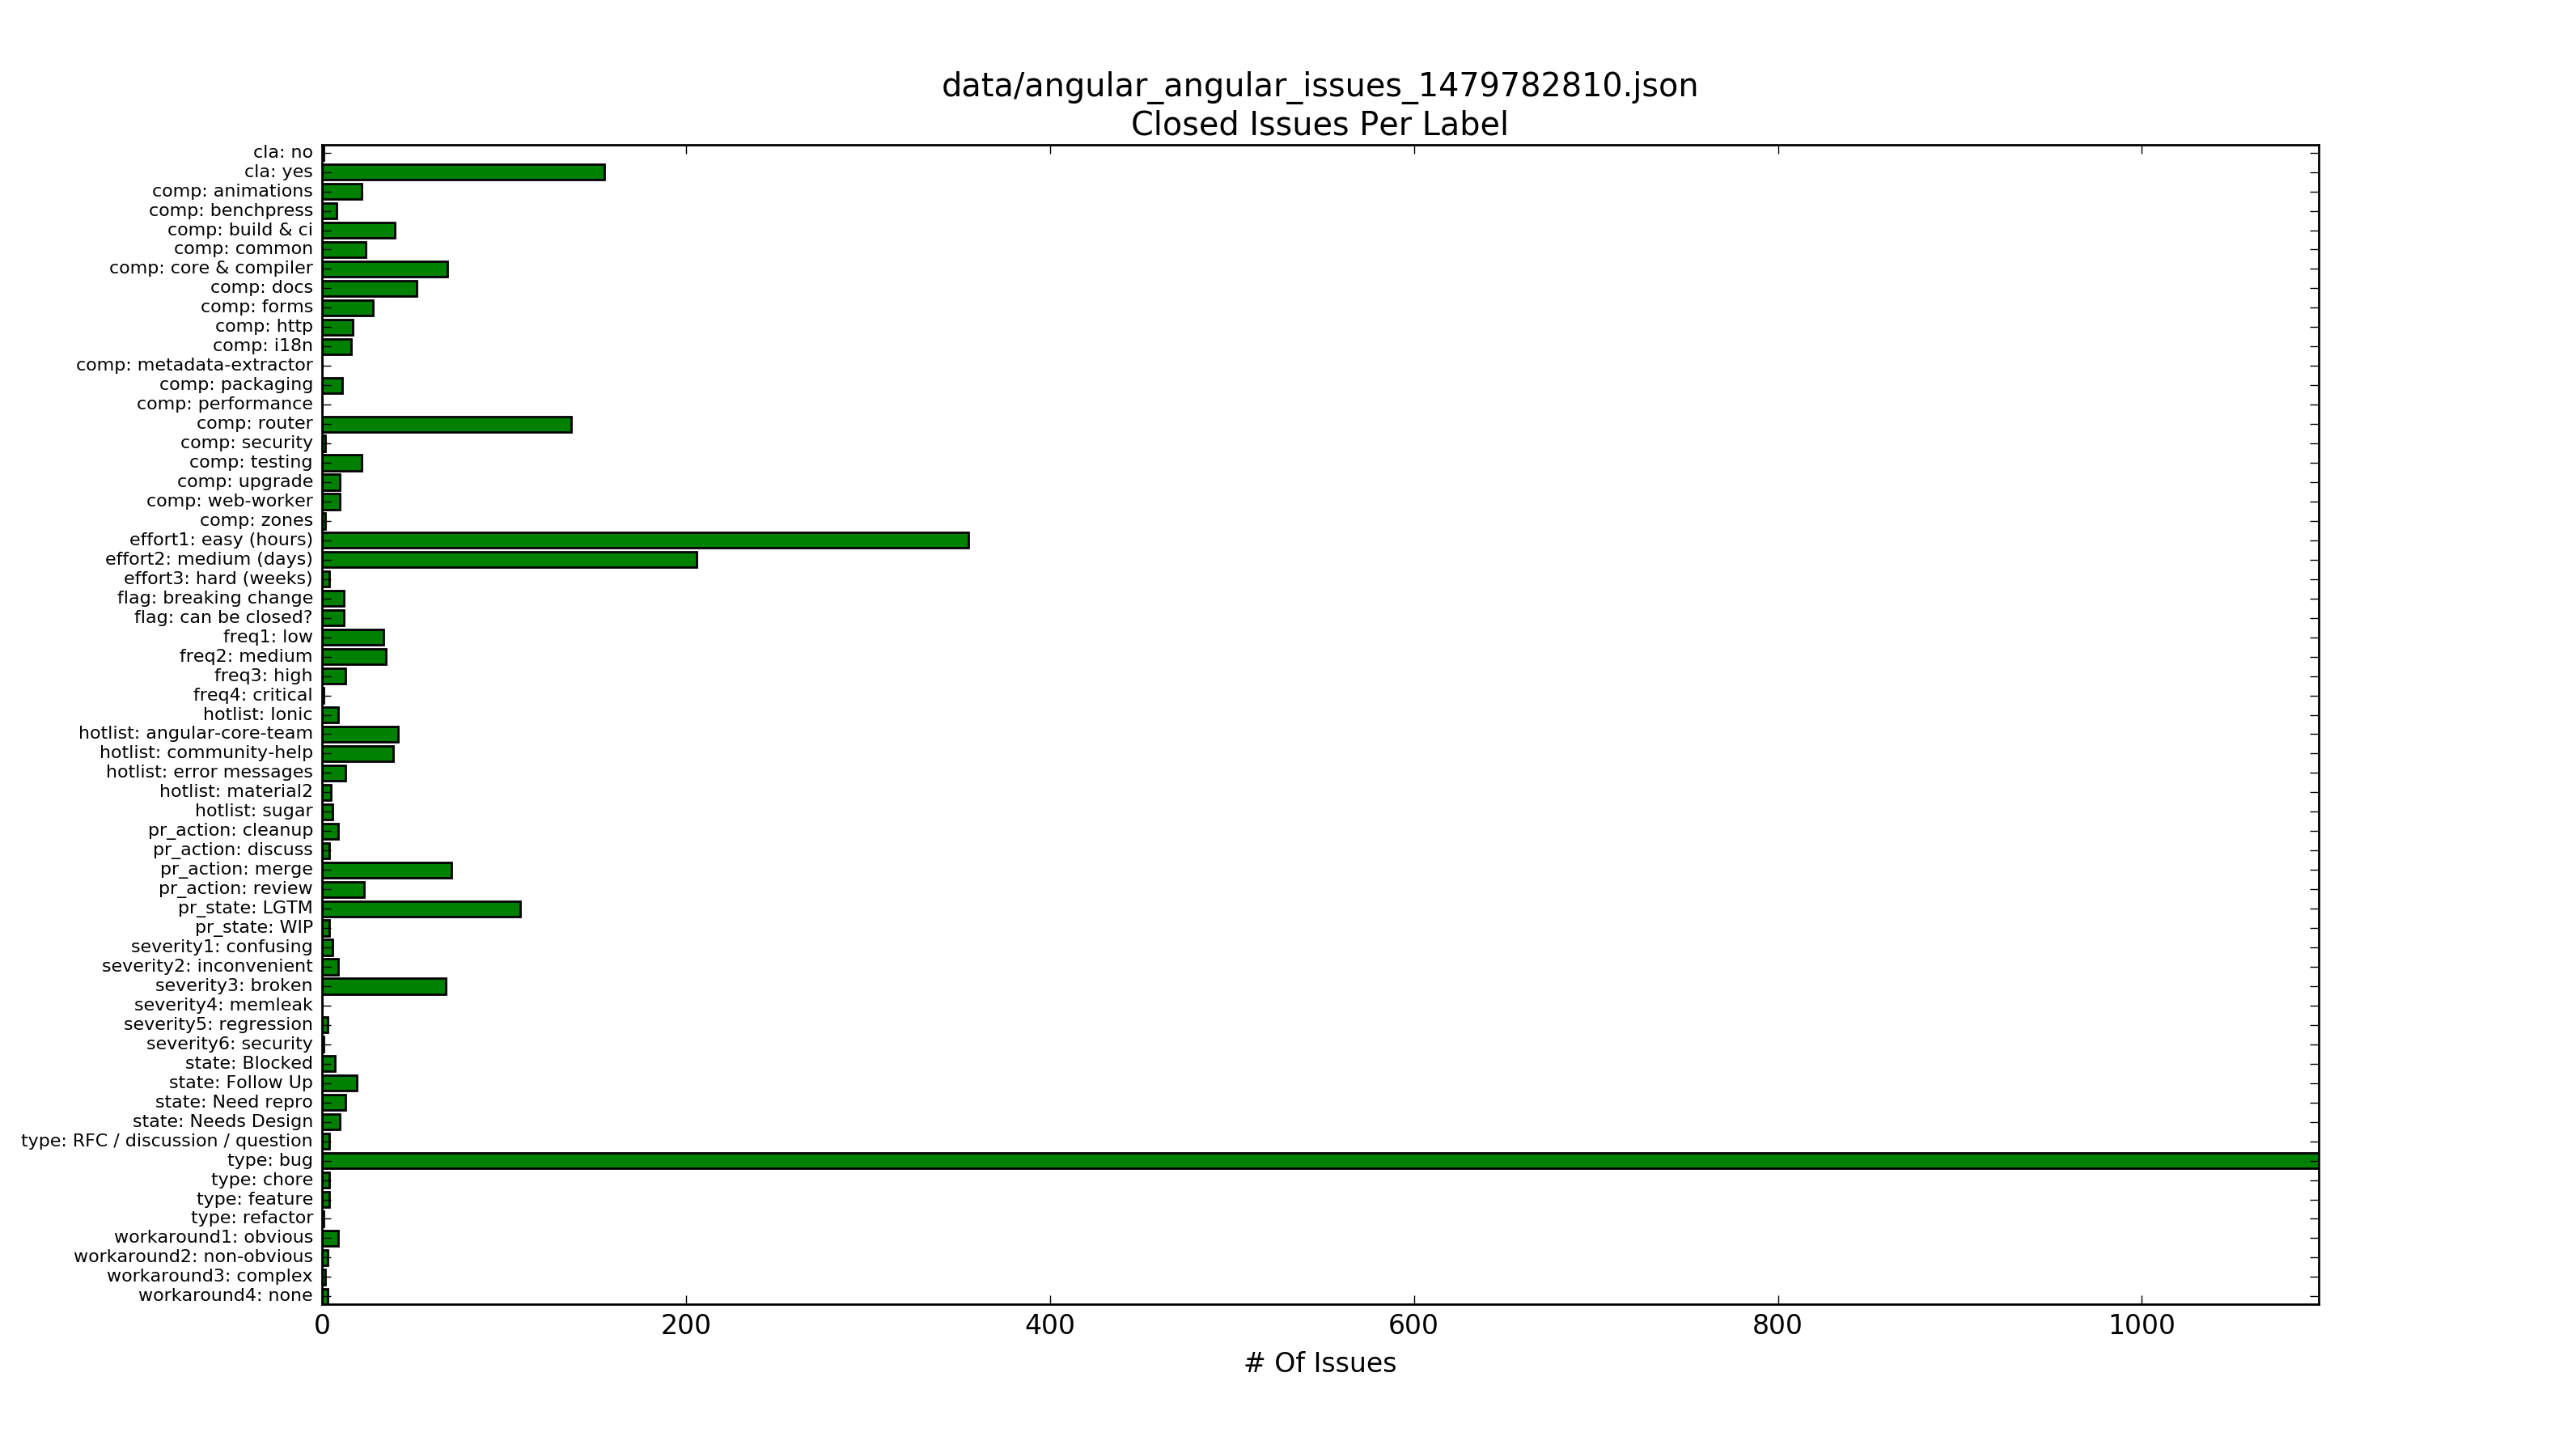 data/angular_angular_issues_1479782810.json
Closed Issues Per Label
cla: no
cla: yes
comp: animations
comp: benchpress
comp: build & ci
comp: common
comp: core & compiler
comp: docs
comp: forms
comp: http
comp: i18n
comp: metadata-extractor
comp: packaging
comp: performance
comp: router
comp: security
comp: testing
comp: upgrade
comp: web-worker
comp: zones
effort1: easy (hours)
effort2: medium (days)
effort3: hard (weeks)
flag: breaking change
flag: can be closed?
freq1: low
freq2: medium
freq3: high
freq4: critical
hotlist: Ionic
hotlist: angular-core-team
hotlist: community-help
hotlist: error messages
hotlist: material2
hotlist: sugar
pr_action: cleanup
pr_action: discuss
pr_action: merge
pr_action: review
pr_state: LGTM
pr_state: WIP
severity1: confusing
severity2: inconvenient
severity3: broken
severity4: memleak
severity5: regression
severity6: security
state: Blocked
state: Follow Up
state: Need repro
state: Needs Design
type: RFC / discussion / question
type: bug
type: chore
type: feature
type: refactor
workaround1: obvious
workaround2: non-obvious
workaround3: complex
workaround4: none
0 200 400 600 800 1000
# Of Issues